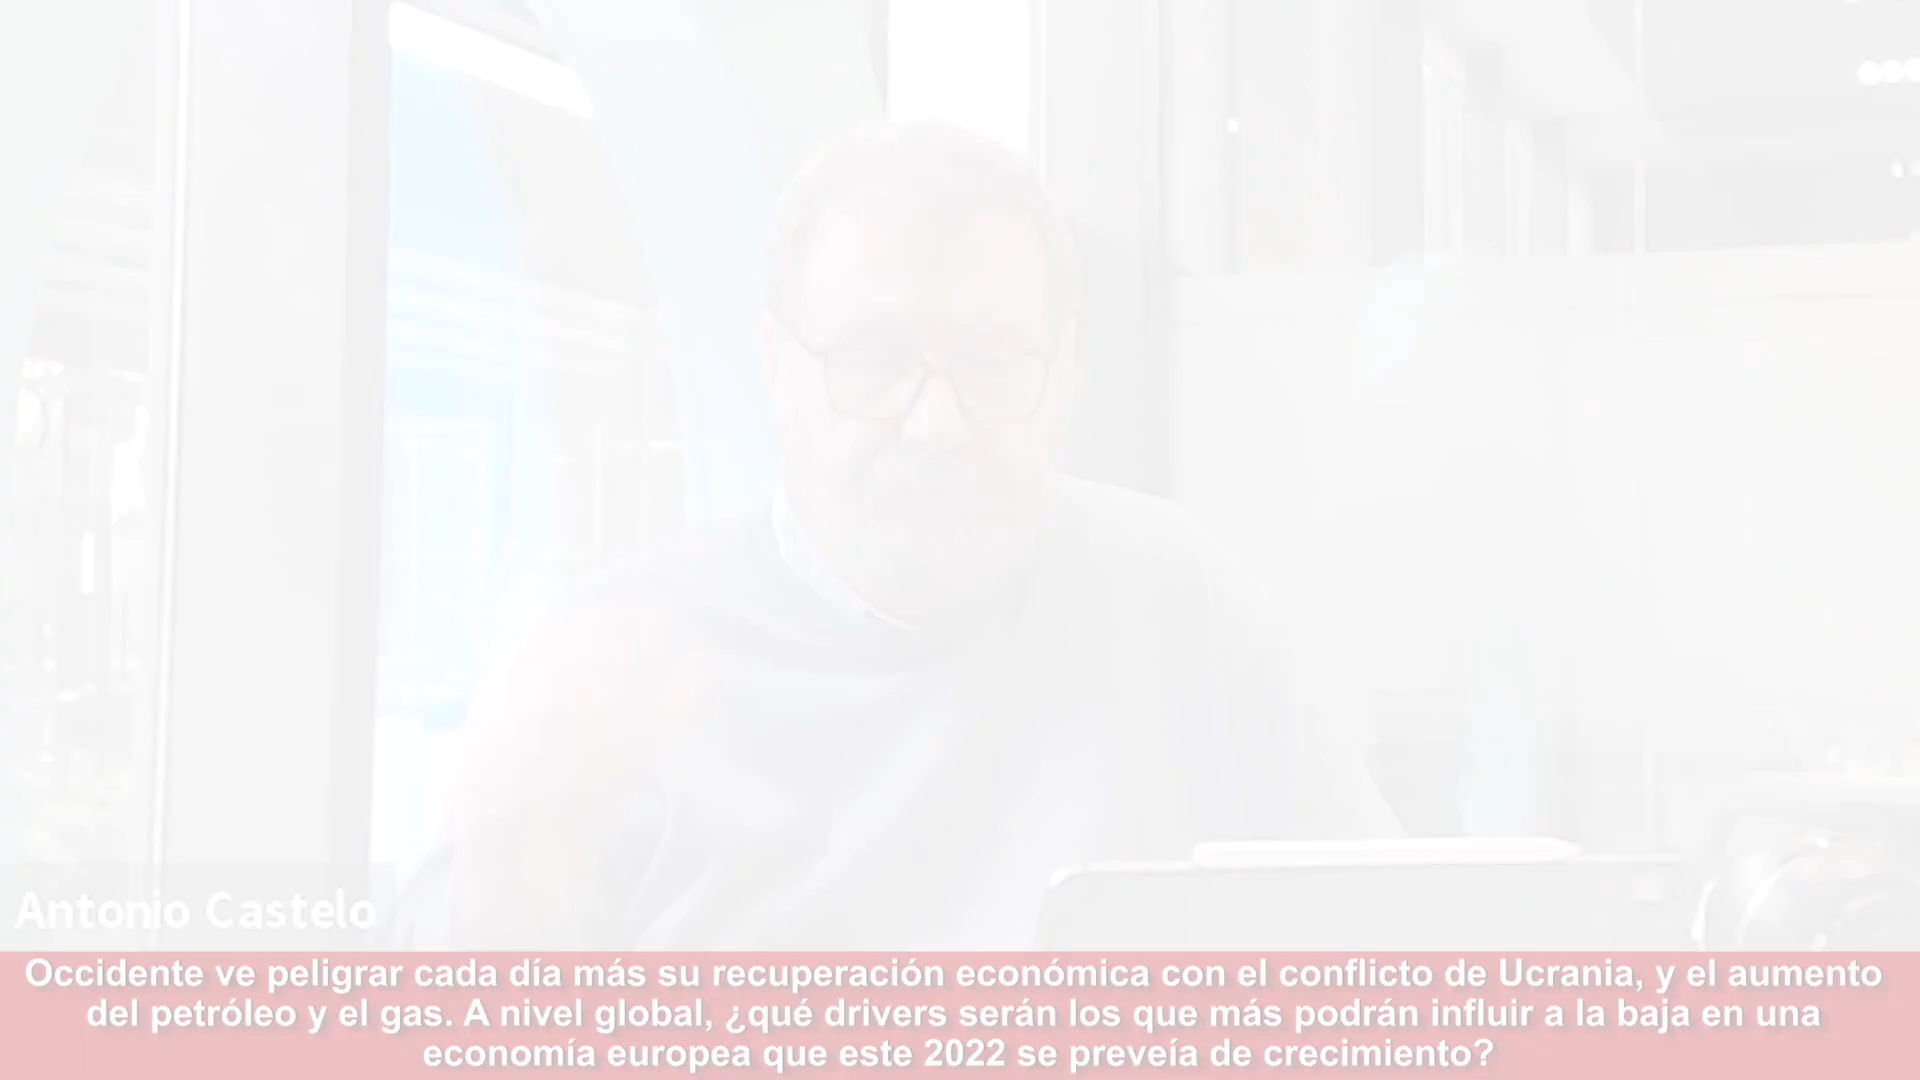 Antonio Castelo
Occidente ve peligrar cada día más su recuperación económica con el conflicto de Ucrania, y el aumento
del petróleo y el gas. A nivel global, ¿qué drivers serán los que más podrán influir a la baja en una
economía europea que este 2022 se preveía de crecimiento?